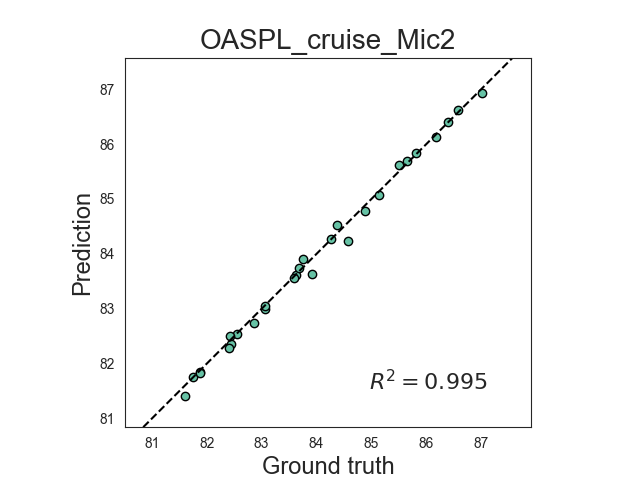 OASPL_cruise_Mic2
87
86
85
84
83
82
81
Prediction
R² = 0.995
81 82 83 84 85 86 87
Ground truth